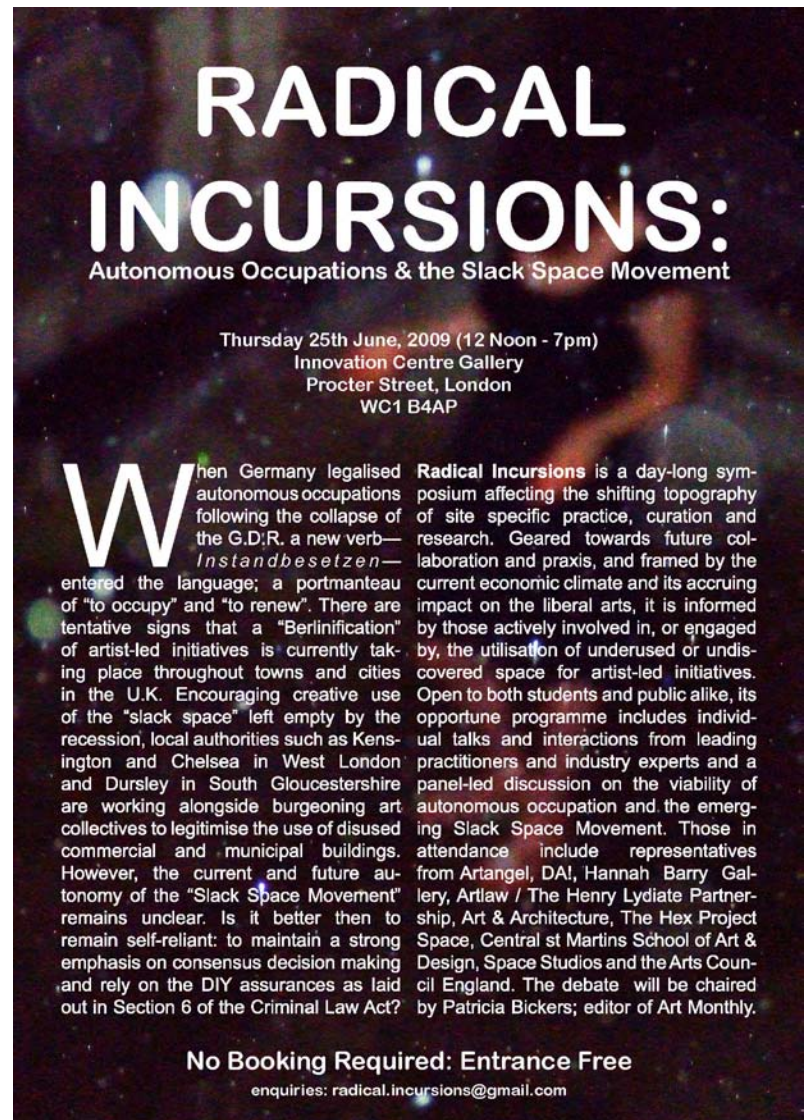 RADICAL
INCURSIONS:
Autonomous Occupations & the Slack Space Movement
Thursday 25th June, 2009 (12 Noon - 7pm)
Innovation Centre Gallery
Procter Street, London
WC1 B4AP
When Germany legalised
autonomous occupations
following the collapse of
the G.D.R. a new verb—
Instandbesetzen—
entered the language; a portmanteau
of “to occupy” and “to renew”. There are
tentative signs that a “Berlinification”
of artist-led initiatives is currently tak-
ing place throughout towns and cities
in the U.K. Encouraging creative use
of the “slack space” left empty by the
recession, local authorities such as Kens-
ington and Chelsea in West London
and Dursley in South Gloucestershire
are working alongside burgeoning art
collectives to legitimise the use of disused
commercial and municipal buildings.
However, the current and future au-
tonomy of the “Slack Space Movement”
remains unclear. Is it better then to
remain self-reliant: to maintain a strong
emphasis on consensus decision making
and rely on the DIY assurances as laid
out in Section 6 of the Criminal Law Act?
Radical Incursions is a day-long sym-
posium affecting the shifting topography
of site specific practice, curation and
research. Geared towards future col-
laboration and praxis, and framed by the
current economic climate and its accruing
impact on the liberal arts, it is informed
by those actively involved in, or engaged
by, the utilisation of underused or undis-
covered space for artist-led initiatives.
Open to both students and public alike, its
opportune programme includes individ-
ual talks and interactions from leading
practitioners and industry experts and a
panel-led discussion on the viability of
autonomous occupation and the emerg-
ing Slack Space Movement. Those in
attendance include representatives
from Artangel, DA!, Hannah Barry Gal-
lery, Artlaw / The Henry Lydiate Partner-
ship, Art & Architecture, The Hex Project
Space, Central st Martins School of Art &
Design, Space Studios and the Arts Coun-
cil England. The debate will be chaired
by Patricia Bickers; editor of Art Monthly.
No Booking Required: Entrance Free
enquiries: radical.incursions@gmail.com